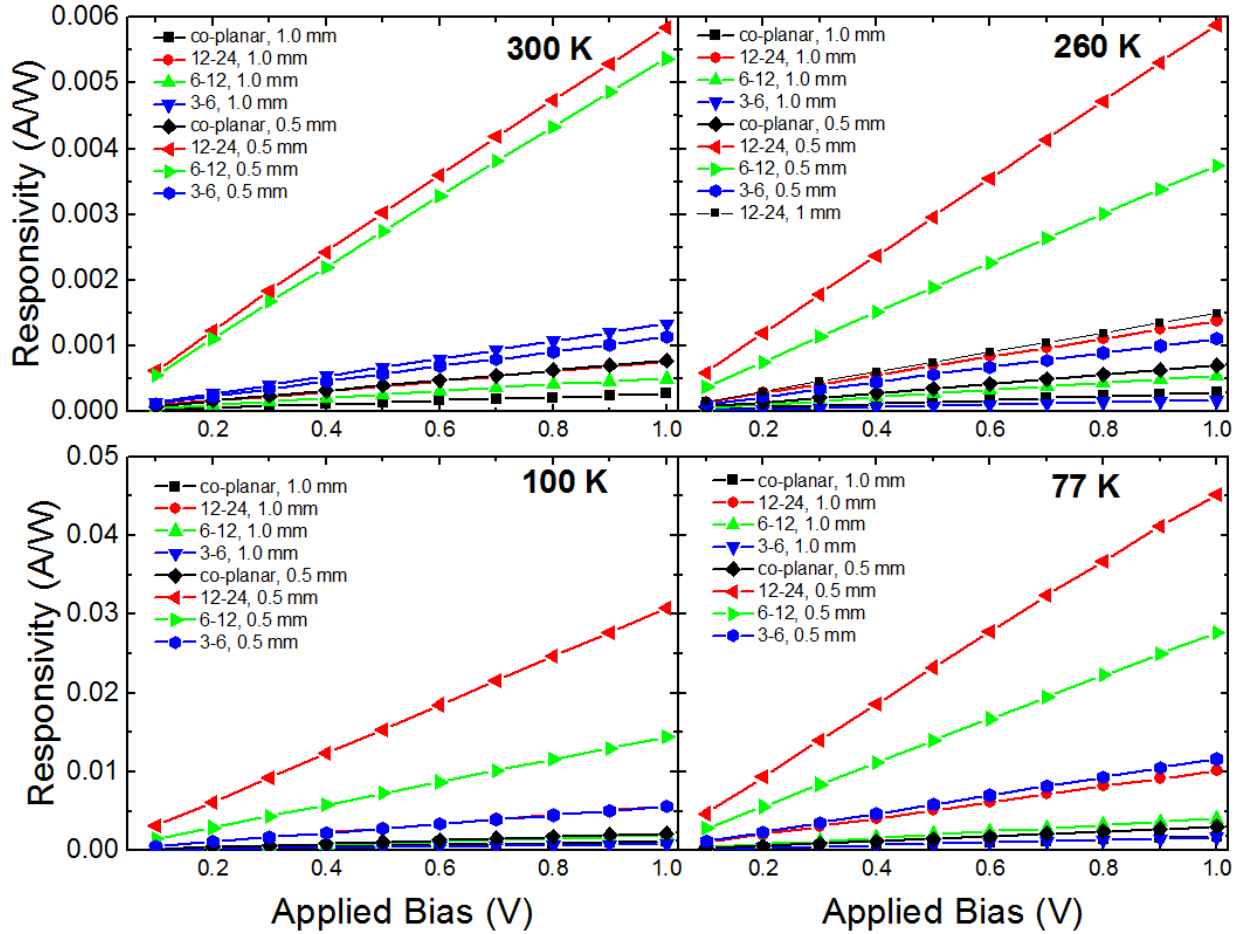 300 K
co-planar, 1.0 mm
12-24, 1.0 mm
6-12, 1.0 mm
3-6, 1.0 mm
co-planar, 0.5 mm
12-24, 0.5 mm
6-12, 0.5 mm
3-6, 0.5 mm
0.006
0.005
0.004
0.003
0.002
0.001
0.000
0.2 0.4 0.6 0.8 1.0
Responsivity (A/W)
260 K
co-planar, 1.0 mm
12-24, 1.0 mm
6-12, 1.0 mm
3-6, 1.0 mm
co-planar, 0.5 mm
12-24, 0.5 mm
6-12, 0.5 mm
3-6, 0.5 mm
12-24, 1 mm
0.2 0.4 0.6 0.8 1.0
100 K
co-planar, 1.0 mm
12-24, 1.0 mm
6-12, 1.0 mm
3-6, 1.0 mm
co-planar, 0.5 mm
12-24, 0.5 mm
6-12, 0.5 mm
3-6, 0.5 mm
0.05
0.04
0.03
0.02
0.01
0.00
0.2 0.4 0.6 0.8 1.0
Responsivity (A/W)
Applied Bias (V)
77 K
co-planar, 1.0 mm
12-24, 1.0 mm
6-12, 1.0 mm
3-6, 1.0 mm
co-planar, 0.5 mm
12-24, 0.5 mm
6-12, 0.5 mm
3-6, 0.5 mm
0.2 0.4 0.6 0.8 1.0
Applied Bias (V)